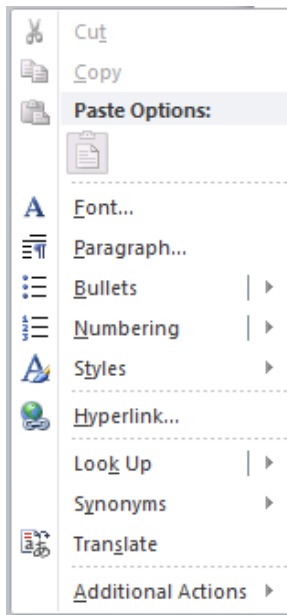 Cut
Copy
Paste Options:
Font...
Paragraph...
Bullets
Numbering
Styles
Hyperlink...
Look Up
Synonyms
Translate
Additional Actions